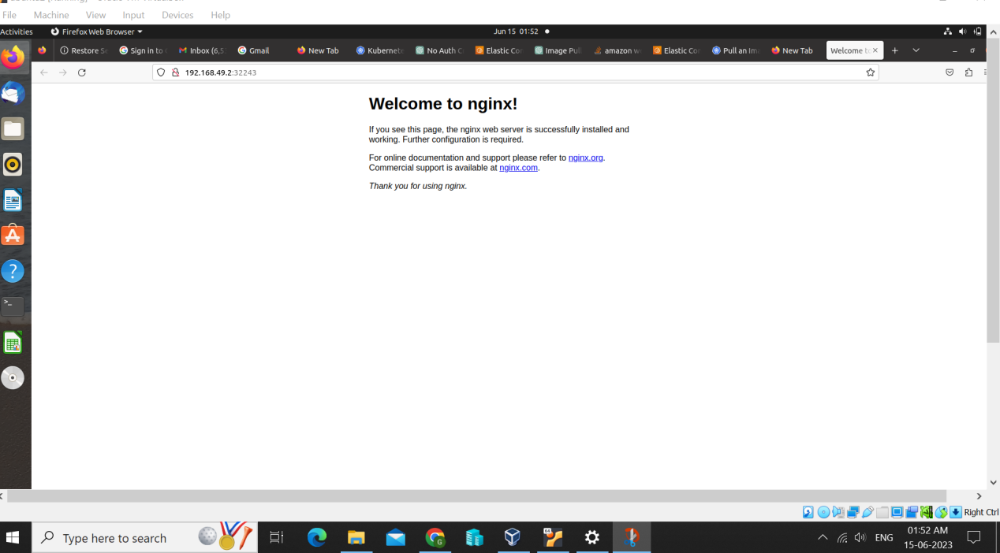 File Machine View Input Devices Help
Activities Firefox Web Browser Jun 15 01:52
Restore Se Sign in to Inbox (6,5 Gmail New Tab Kubernete No Auth C Elastic Cor Image Pull amazon w Elastic Cor Pull an Im New Tab Welcome to
192.168.49.2:32243
Welcome to nginx!
If you see this page, the nginx web server is successfully installed and
working. Further configuration is required.
For online documentation and support please refer to nginx.org.
Commercial support is available at nginx.com.
Thank you for using nginx.
Right Ctrl
Type here to search
64
G
ENG
01:52 AM
15-06-2023